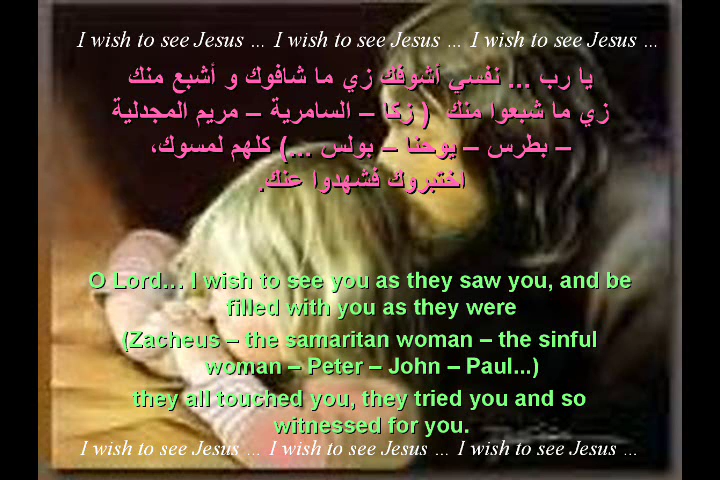 I wish to see Jesus ... I wish to see Jesus ... I wish to see Jesus ...
يا رب ... نفسي أشوفك زي ما شافوك و أشبع منك
زي ما شبعوا منك ( زكا – السامرية – مريم المجدلية
– بطرس – يوحنا – بولس ...) كلهم لمسوك،
اختبروك فشهدوا عنك.
O Lord... I wish to see you as they saw you, and be
filled with you as they were
(Zacheus – the samaritan woman – the sinful
woman – Peter – John – Paul...)
they all touched you, they tried you and so
witnessed for you.
I wish to see Jesus ... I wish to see Jesus ... I wish to see Jesus ...